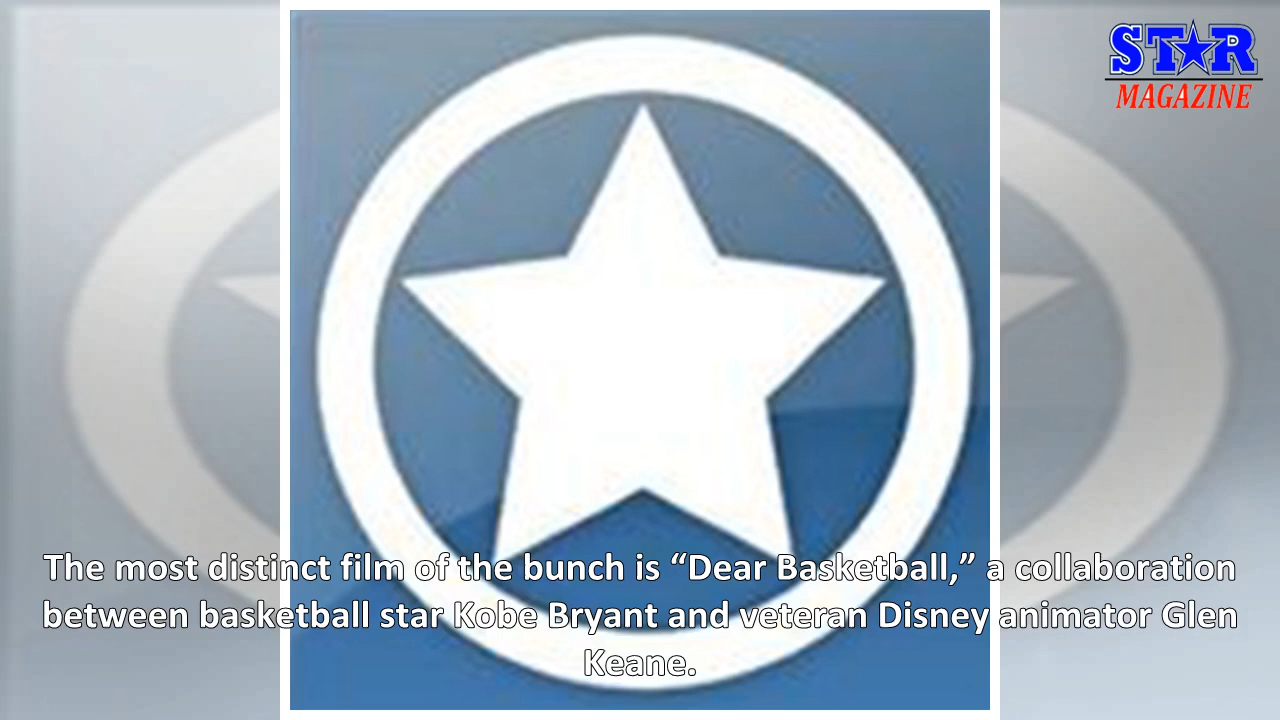 STAR
MAGAZINE
The most distinct film of the bunch is “Dear Basketball,” a collaboration
between basketball star Kobe Bryant and veteran Disney animator Glen
Keane.